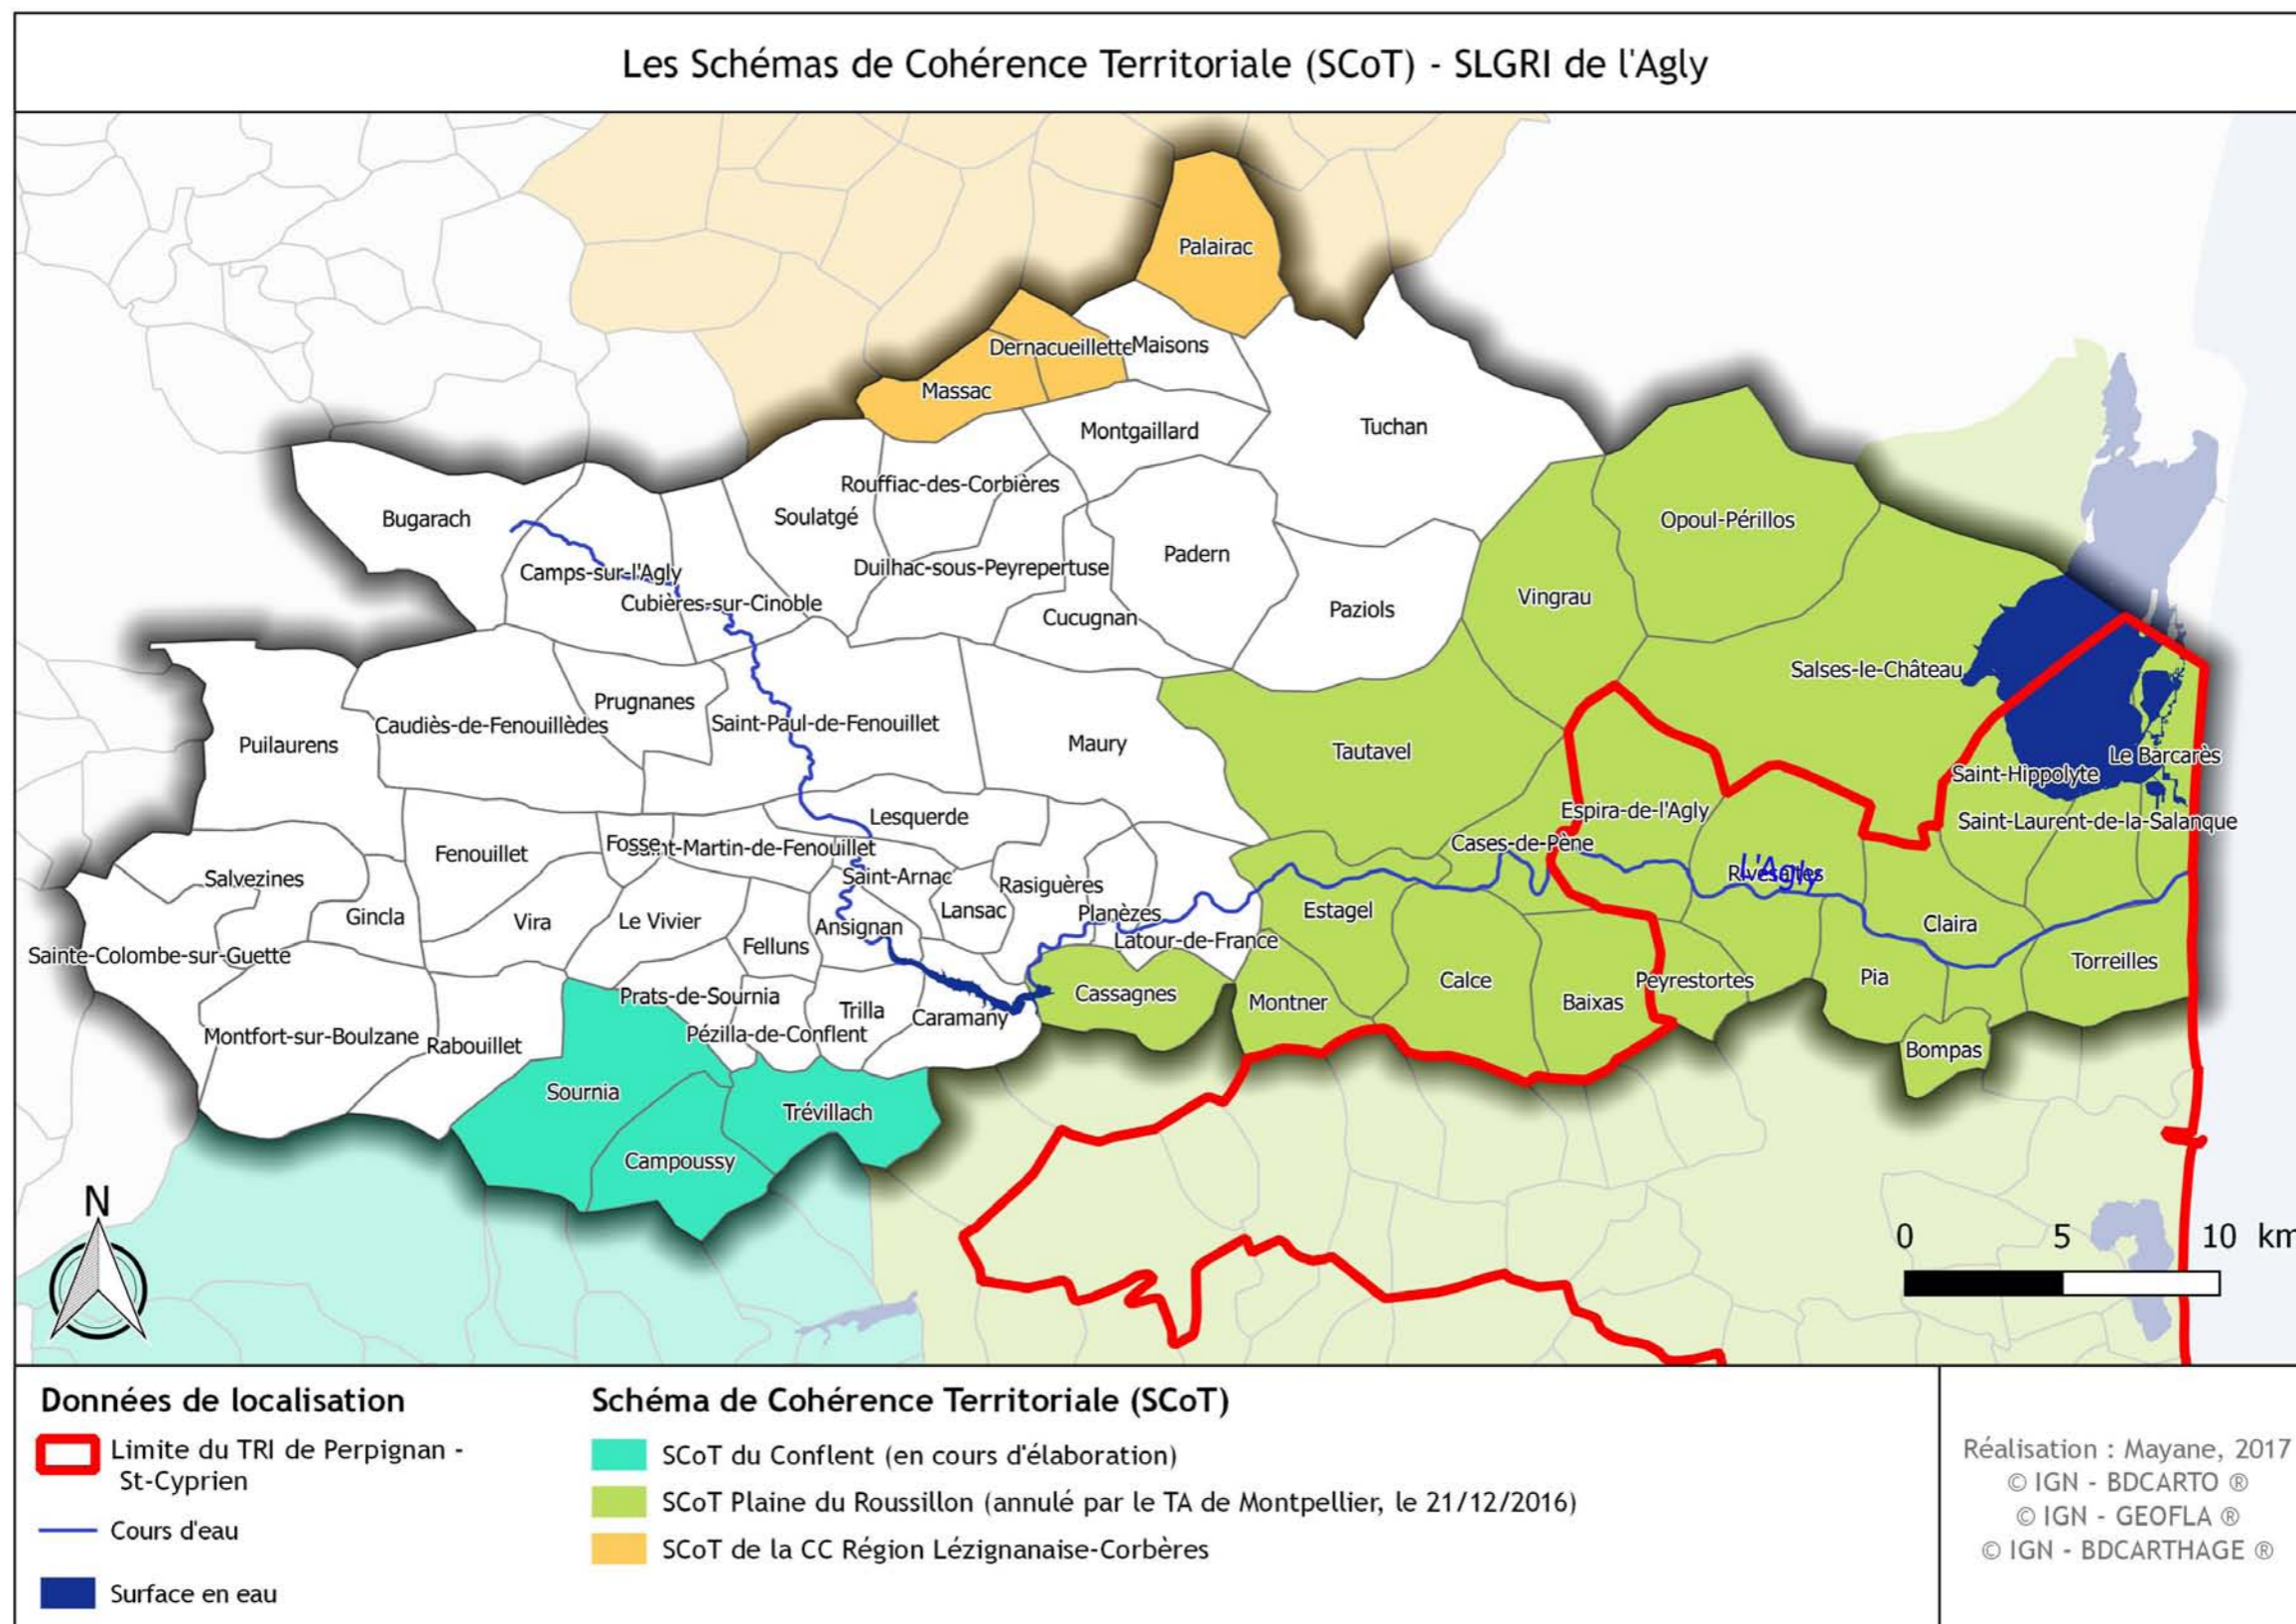 Les Schémas de Cohérence Territoriale (SCoT) - SLGRI de l'Agly
Palairac
Dernacueillette
Maisons
Massac
Montgaillard
Tuchan
Rouffiac-des-Corbières
Bugarach
Soulatgé
Opoul-Périllos
Padern
Camps-sur-l'Agly
Duilhac-sous-Peyrepertuse
Vingrau
Cubières-sur-Cinoble
Cucugnan
Paziols
Salses-le-Château
Prugnanes
Caudiès-de-Fenouillèdes
Saint-Paul-de-Fenouillet
Puilaurens
Maury
Tautavel
Le Barcarès
Saint-Hippolyte
Lesquerde
Espira-de-l'Agly
Saint-Laurent-de-la-Salanque
Fosse
Saint-Martin-de-Fenouillet
Cases-de-Pène
Fenouillet
Salvezines
Saint-Arnac
Rasiguères
L'Agly
Rivesaltes
Gincla
Vira
Le Vivier
Lansac
Planèzes
Estagel
Ansignan
Claira
Felluns
Latour-de-France
Sainte-Colombe-sur-Guette
Torreilles
Prats-de-Sournia
Cassagnes
Calce
Peyrestortes
Pia
Trilla
Caramany
Montner
Baixas
Montfort-sur-Boulzane
Rabouillet
Pézilla-de-Conflent
Bompas
Sournia
Trévillach
Campoussy
N
0 5 10 km
Données de localisation
Limite du TRI de Perpignan -
St-Cyprien
Cours d'eau
Surface en eau
Schéma de Cohérence Territoriale (SCoT)
SCoT du Conflent (en cours d'élaboration)
SCoT Plaine du Roussillon (annulé par le TA de Montpellier, le 21/12/2016)
SCoT de la CC Région Lézignanaise-Corbères
Réalisation : Mayane, 2017
© IGN - BDCARTO ®
© IGN - GEOFLA ®
© IGN - BDCARTHAGE ®